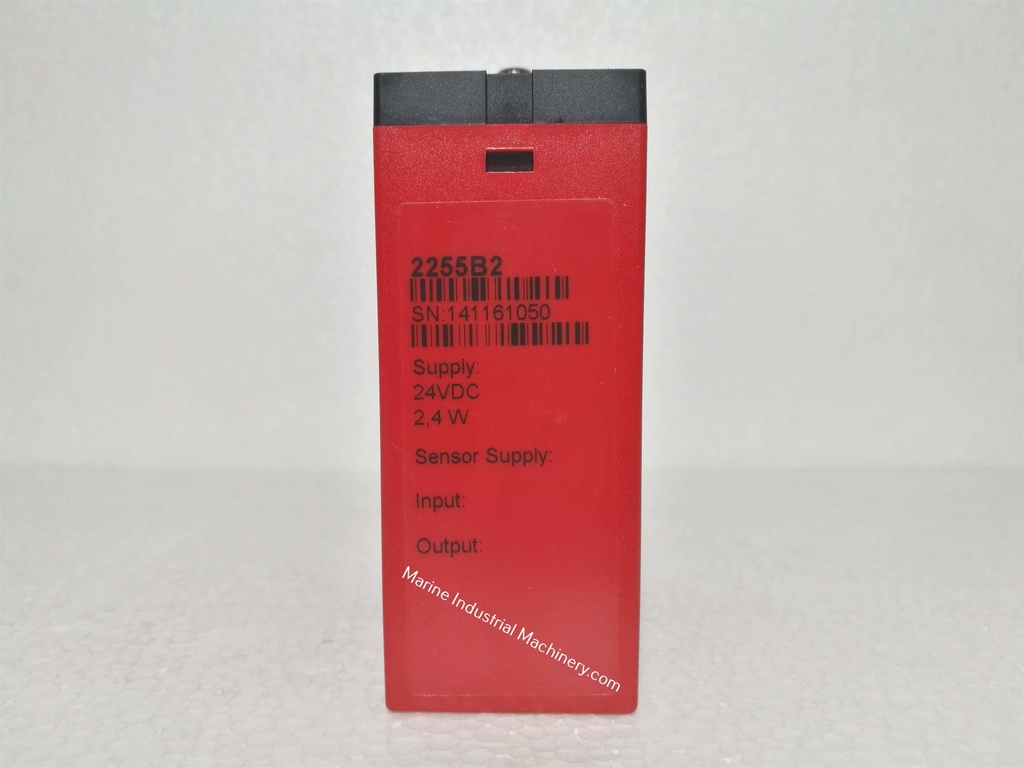 2255B2
SN:141161050
Supply:
24VDC
2,4 W
Sensor Supply:
Input:
Output:
Marine Industrial Machinery.com